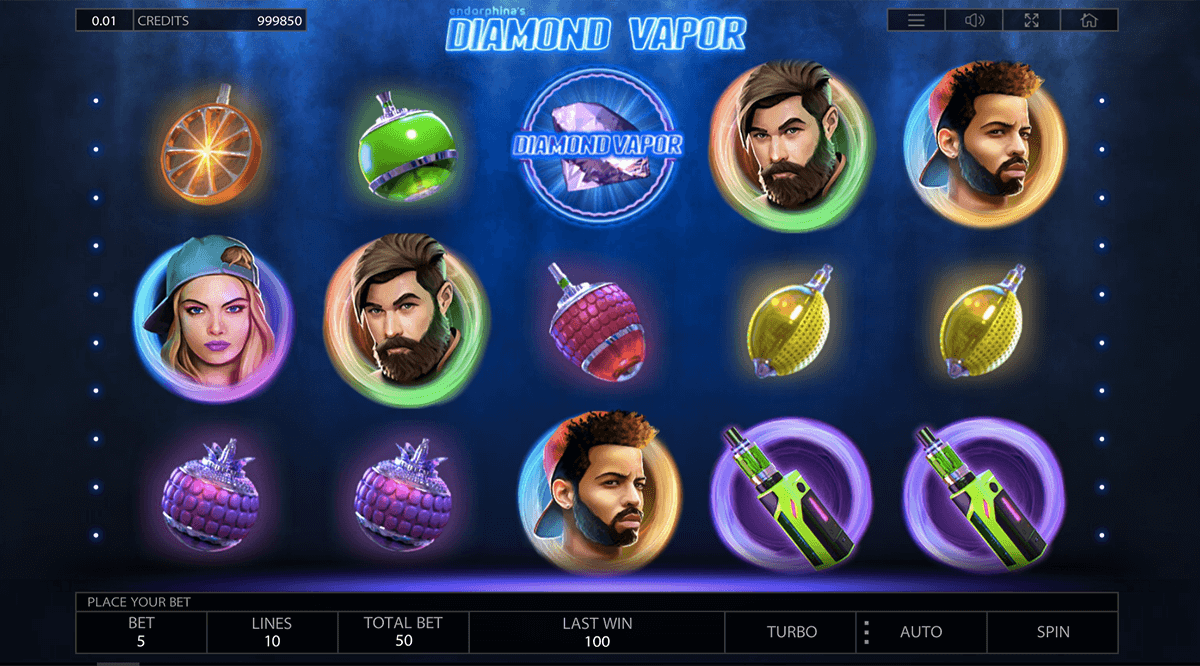 0.01 CREDITS 999850
endorphina's
DIAMOND VAPOR
DIAMOND VAPOR
PLACE YOUR BET
BET LINES TOTAL BET LAST WIN
5 10 50 100
TURBO AUTO SPIN